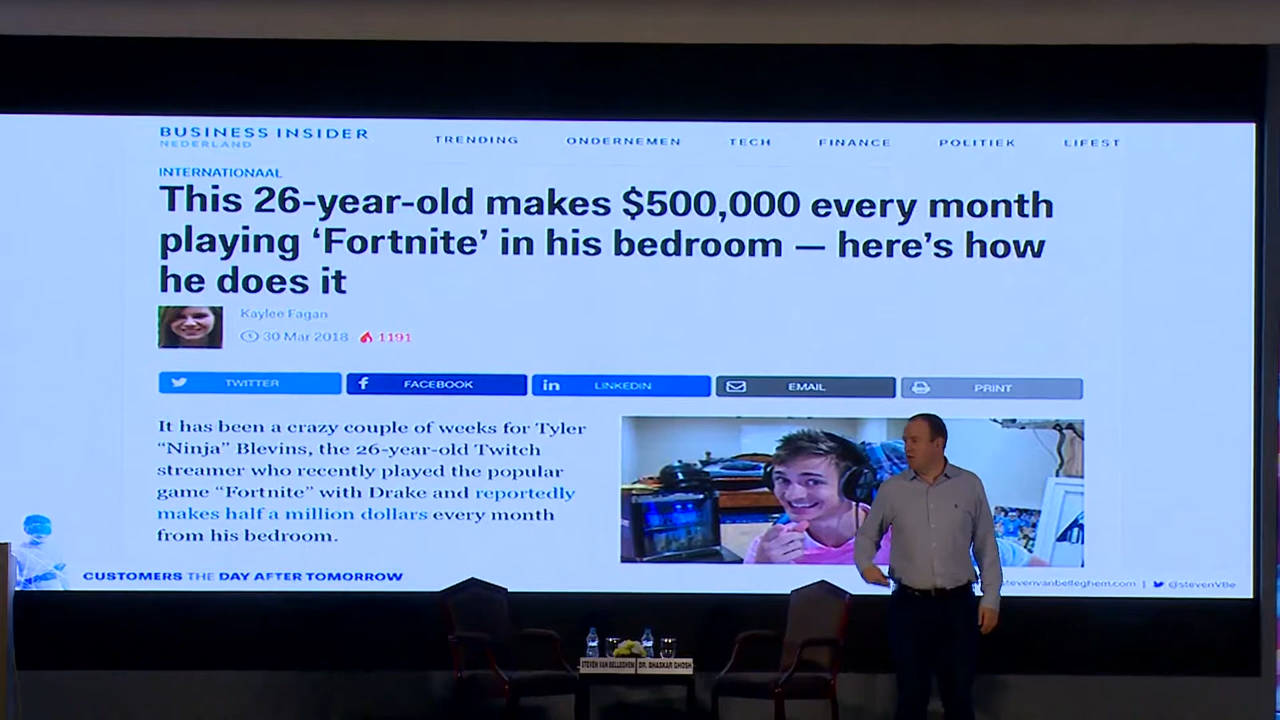 BUSINESS INSIDER
NEDERLAND
TRENDING ONDERNEMEN TECH FINANCE POLITIEK LIFEST
INTERNATIONAAL
This 26-year-old makes $500,000 every month
playing ‘Fortnite’ in his bedroom — here’s how
he does it
Kaylee Fagan
30 Mar 2018 1191
TWITTER FACEBOOK in LINKEDIN EMAIL PRINT
It has been a crazy couple of weeks for Tyler
“Ninja” Blevins, the 26-year-old Twitch
streamer who recently played the popular
game “Fortnite” with Drake and reportedly
makes half a million dollars every month
from his bedroom.
CUSTOMERS THE DAY AFTER TOMORROW
stevenvanbelleghem.com | @stevenVBe
STEVEN VAN BELLEGHEM DR. BHASKAR GHOSH